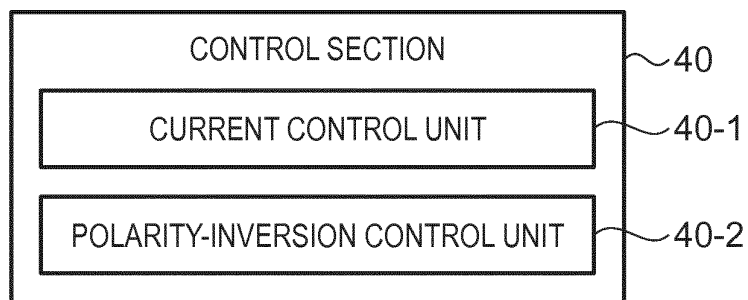 CONTROL SECTION
40
CURRENT CONTROL UNIT
40-1
POLARITY-INVERSION CONTROL UNIT
40-2